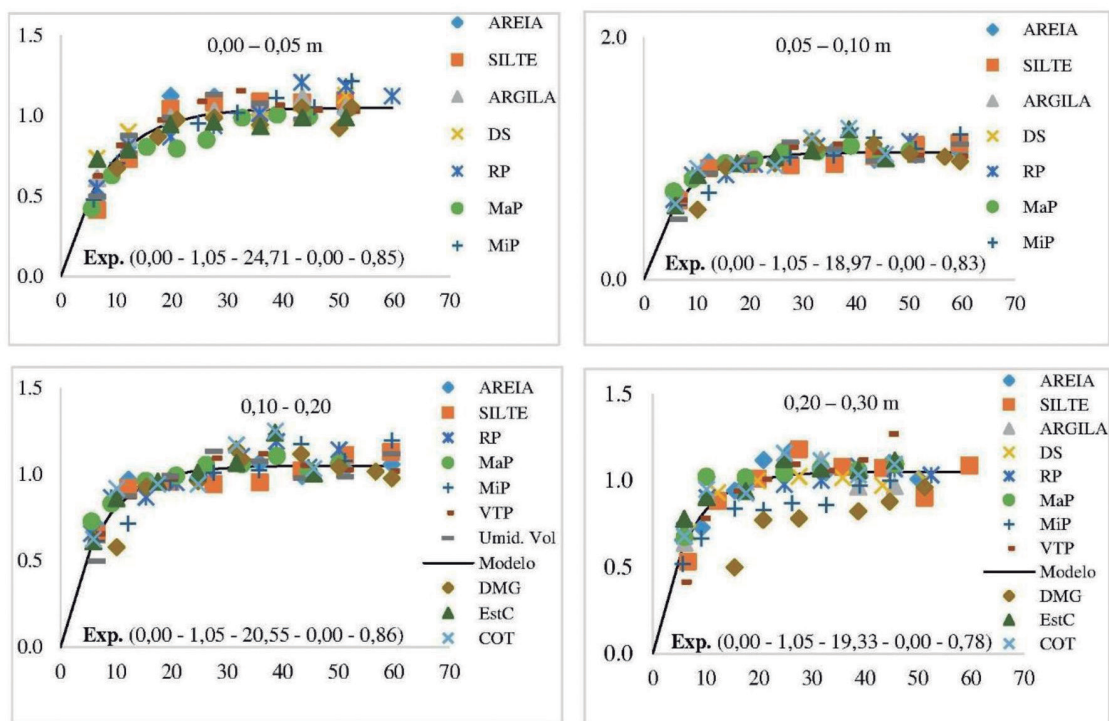 1.5
1.0
0.5
0.0
0,00 – 0,05 m
Exp. (0,00 - 1,05 - 24,71 - 0,00 - 0,85)
0 10 20 30 40 50 60 70
AREIA
SILTE
ARGILA
DS
RP
MaP
MiP
2.0
1.0
0.0
0,05 – 0,10 m
Exp. (0,00 - 1,05 - 18,97 - 0,00 - 0,83)
0 10 20 30 40 50 60 70
AREIA
SILTE
ARGILA
DS
RP
MaP
MiP
1.5
1.0
0.5
0.0
0,10 - 0,20
Exp. (0,00 - 1,05 - 20,55 - 0,00 - 0,86)
0 10 20 30 40 50 60 70
AREIA
SILTE
RP
MaP
MiP
VTP
Umid. Vol
Modelo
DMG
EstC
COT
1.5
1.0
0.5
0.0
0,20 – 0,30 m
Exp. (0,00 - 1,05 - 19,33 - 0,00 - 0,78)
0 10 20 30 40 50 60 70
AREIA
SILTE
ARGILA
DS
RP
MaP
MiP
VTP
Modelo
DMG
EstC
COT